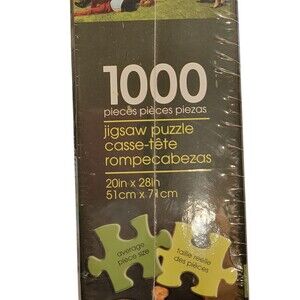 1000
pieces pièces piezas
jigsaw puzzle
casse-tête
rompecabezas
20in x 28in
51cm x 71cm
average
piece size
taille réelle
des pièces